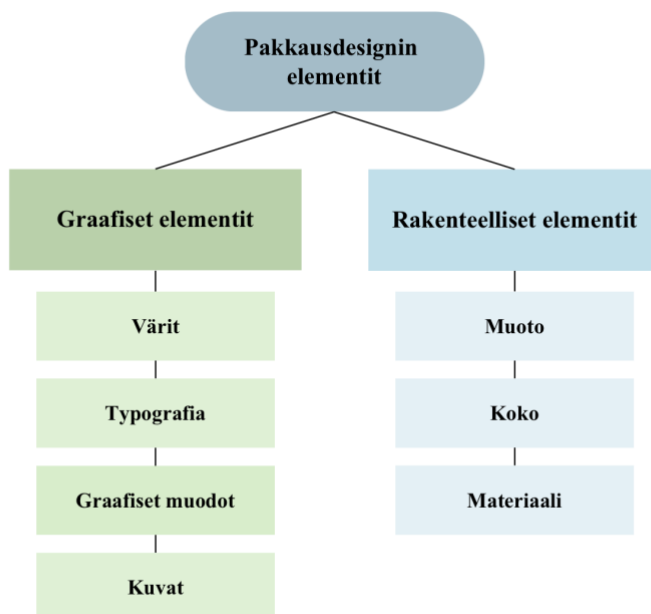 Pakkausdesignin
elementit
Graafiset elementit
Värit
Typografia
Graafiset muodot
Kuvat
Rakenteelliset elementit
Muoto
Koko
Materiaali